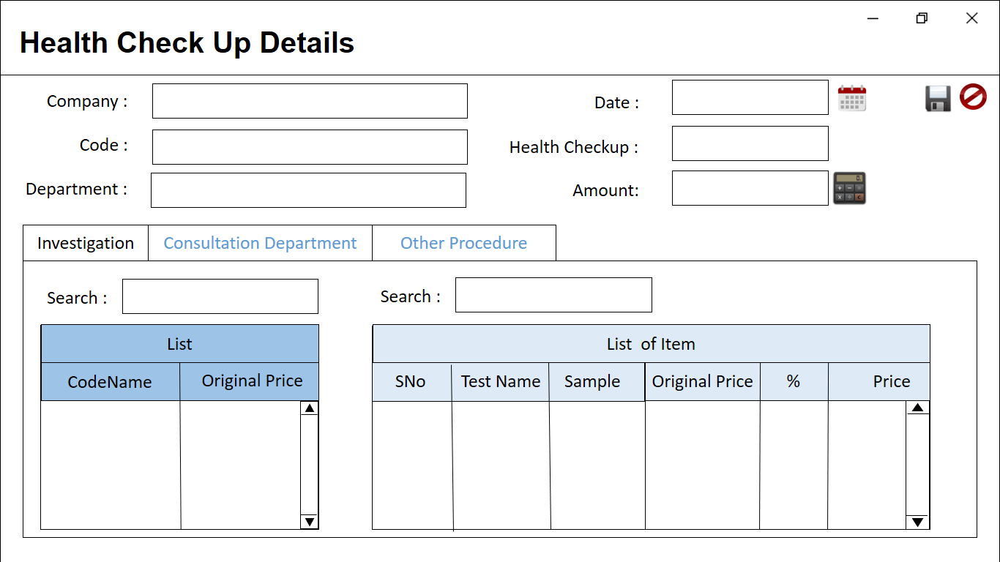 Health Check Up Details
Company :
Date :
Code :
Health Checkup :
Department :
Amount:
Investigation
Consultation Department
Other Procedure
Search :
Search :
List
List of Item
CodeName
Original Price
SNo
Test Name
Sample
Original Price
%
Price